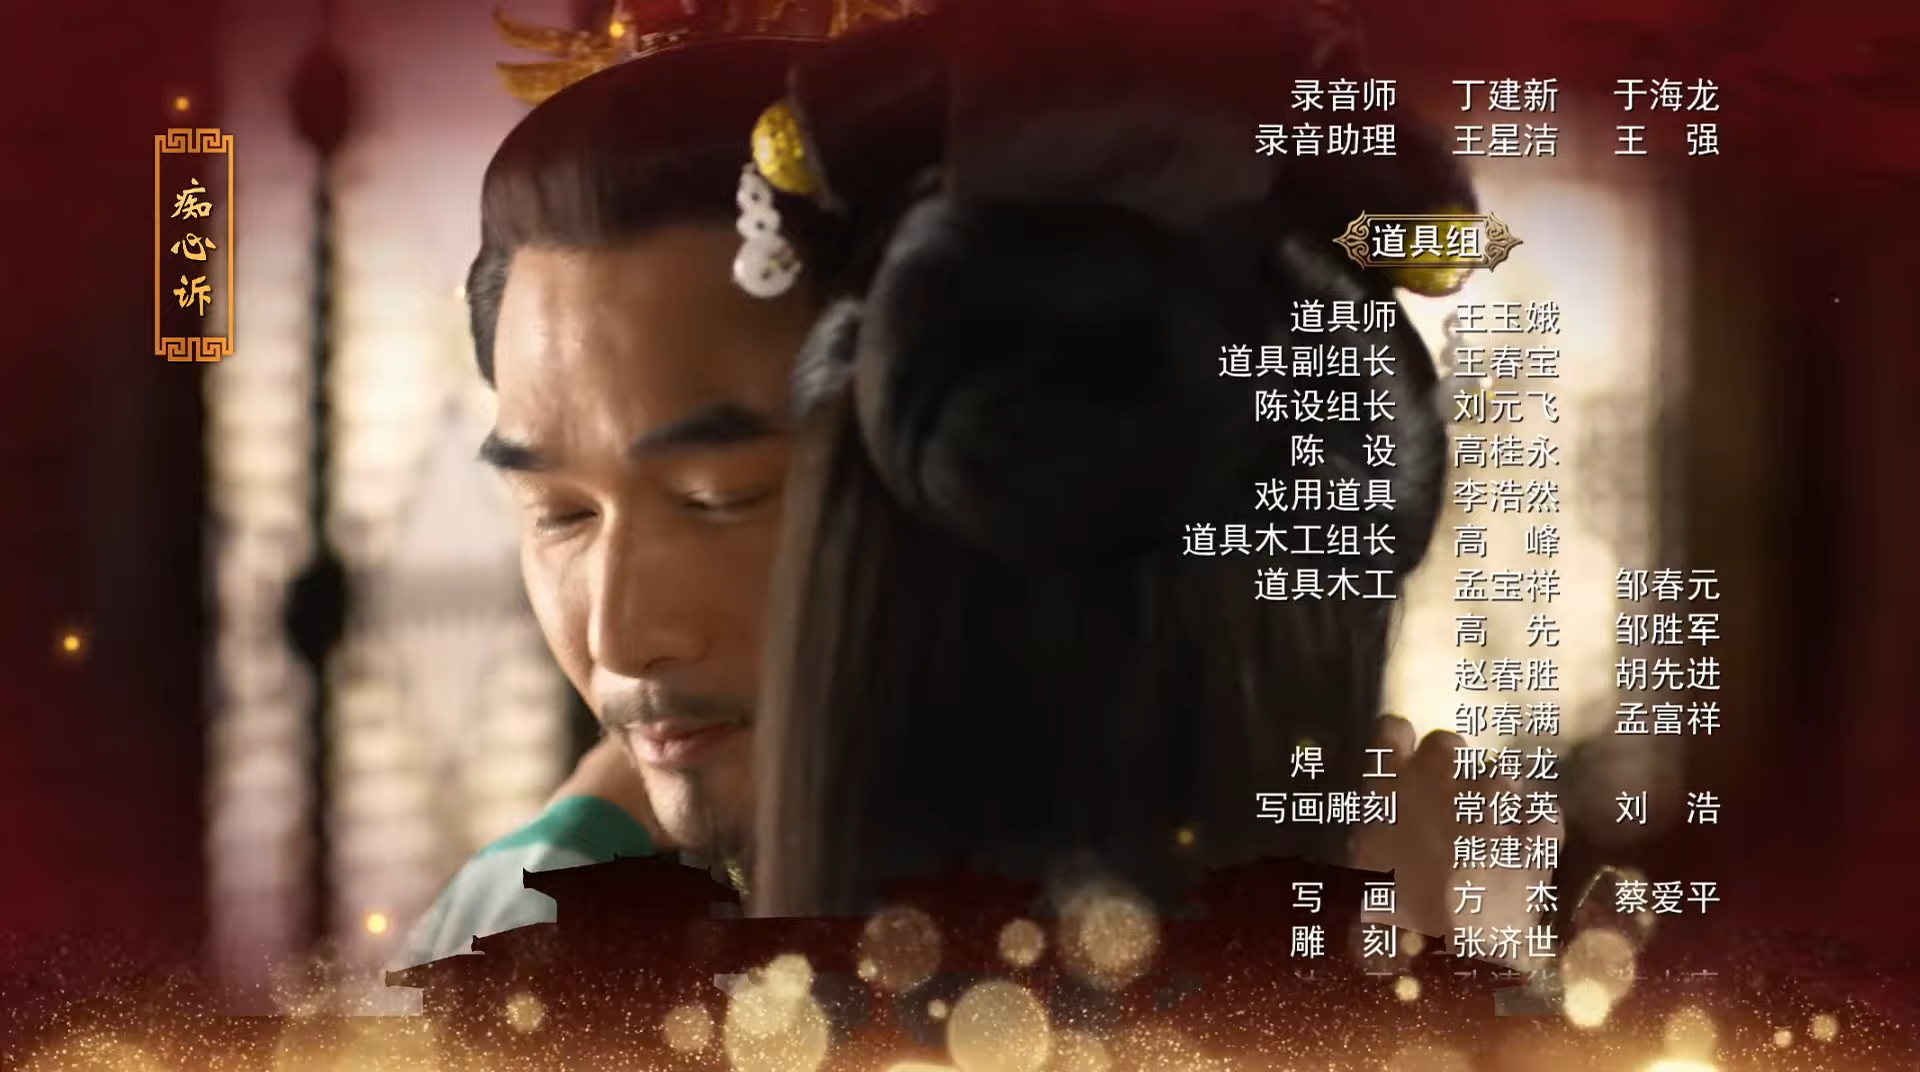 痴心诉
录音师 丁建新 于海龙
录音助理 王星洁 王 强
道具组
道具师 王玉娥
道具副组长 王春宝
陈设组长 刘元飞
陈 设 高桂永
戏用道具 李浩然
道具木工组长 高 峰
道具木工 孟宝祥 邹春元
高 先 邹胜军
赵春胜 胡先进
邹春满 孟富祥
焊 工 邢海龙
写画雕刻 常俊英 刘 浩
熊建湘
写 画 方 杰 蔡爱平
雕 刻 张济世